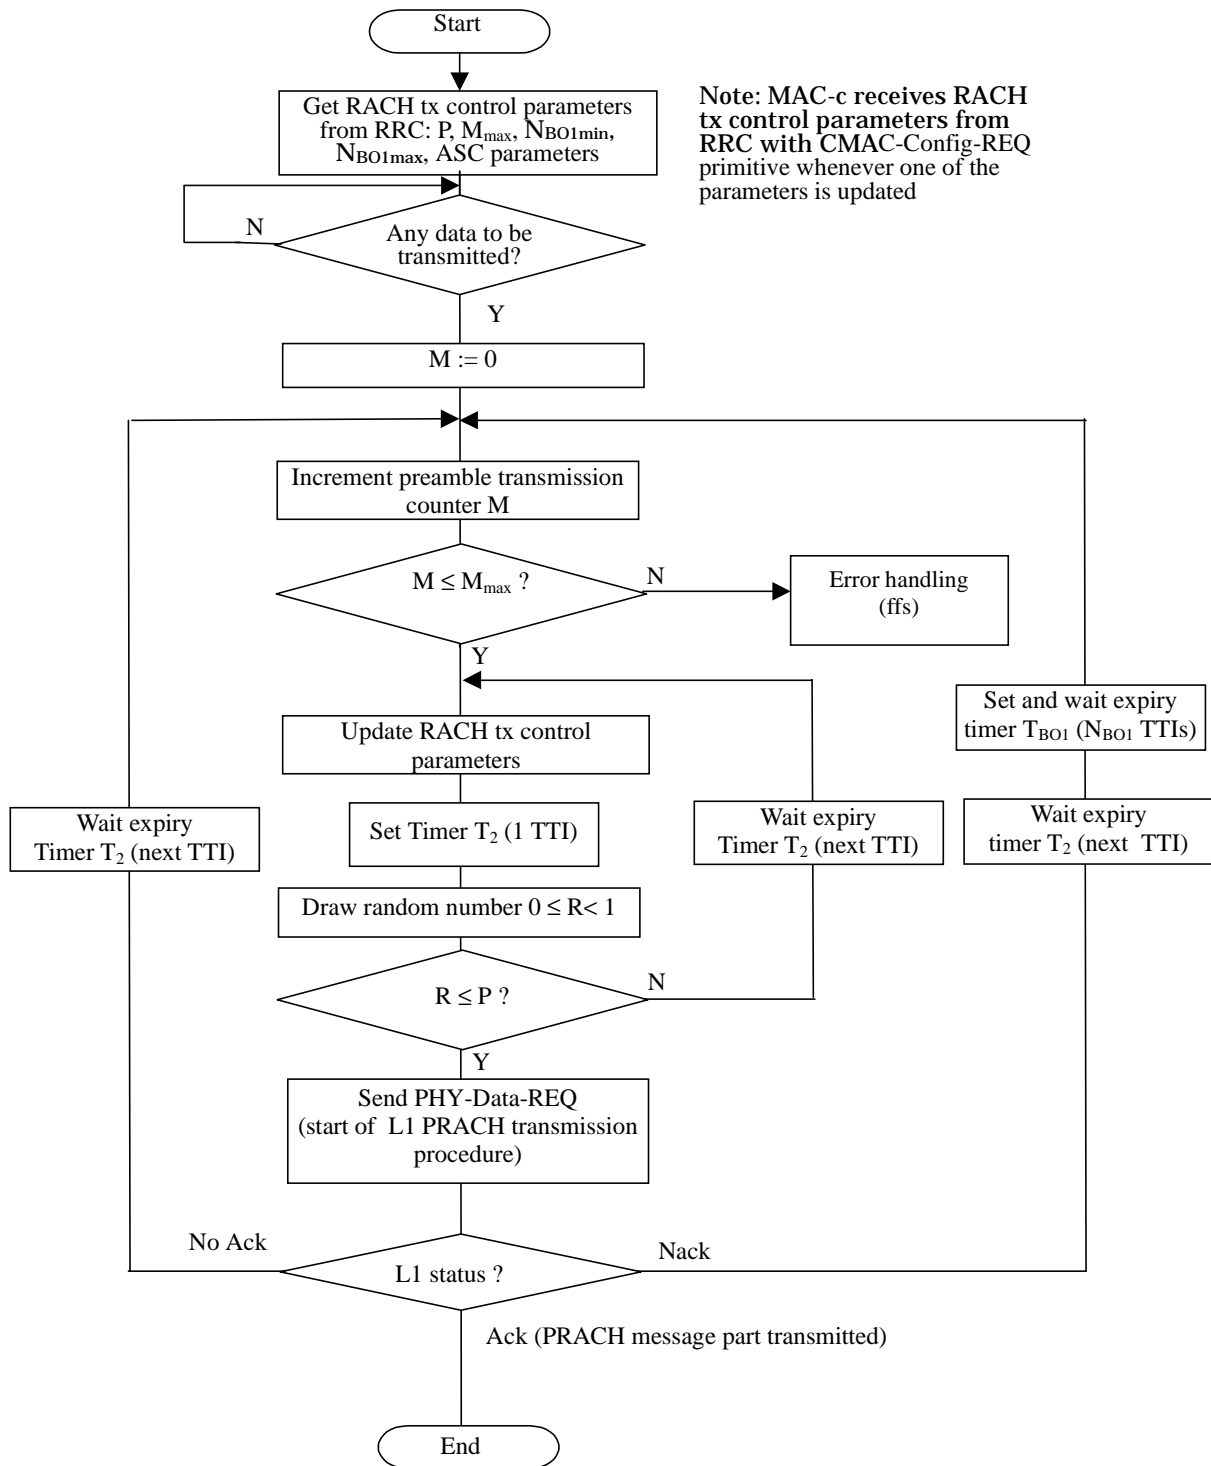 Start
Get RACH tx control parameters
from RRC: P, Mmax, NBO1min,
NBO1max, ASC parameters
Note: MAC-c receives RACH
tx control parameters from
RRC with CMAC-Config-REQ
primitive whenever one of the
parameters is updated
N
Any data to be
transmitted?
Y
M := 0
Increment preamble transmission
counter M
M ≤ Mmax ?
N
Error handling
(ffs)
Y
Update RACH tx control
parameters
Set and wait expiry
timer TBO1 (NBO1 TTIs)
Wait expiry
Timer T2 (next TTI)
Set Timer T2 (1 TTI)
Wait expiry
Timer T2 (next TTI)
Wait expiry
timer T2 (next TTI)
Draw random number 0 ≤ R< 1
R ≤ P ?
N
Y
Send PHY-Data-REQ
(start of L1 PRACH transmission
procedure)
No Ack
L1 status ?
Nack
Ack (PRACH message part transmitted)
End